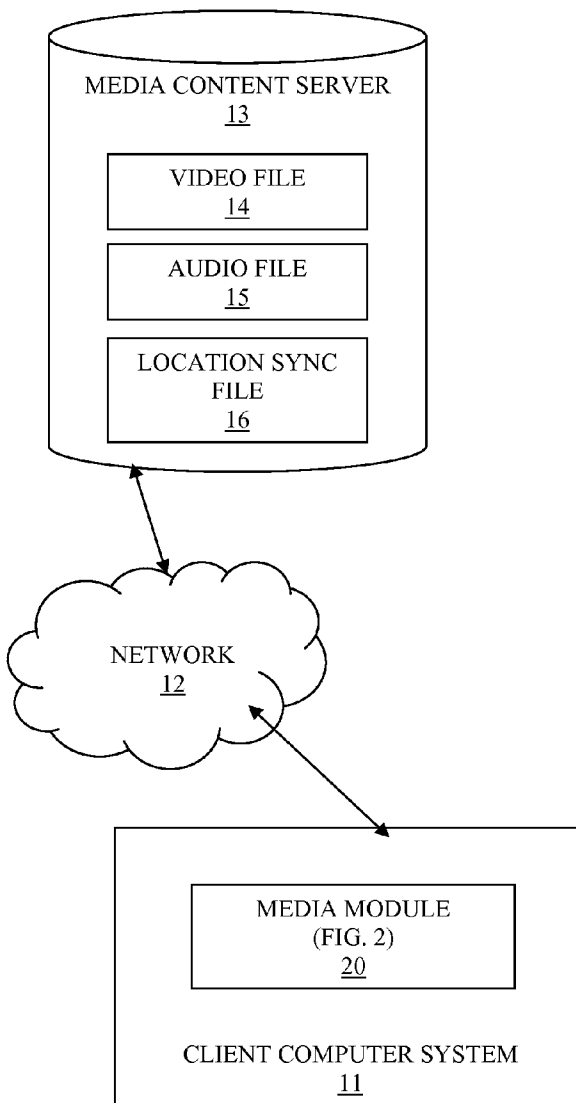 MEDIA CONTENT SERVER
13
VIDEO FILE
14
AUDIO FILE
15
LOCATION SYNC
FILE
16
NETWORK
12
MEDIA MODULE
(FIG. 2)
20
CLIENT COMPUTER SYSTEM
11